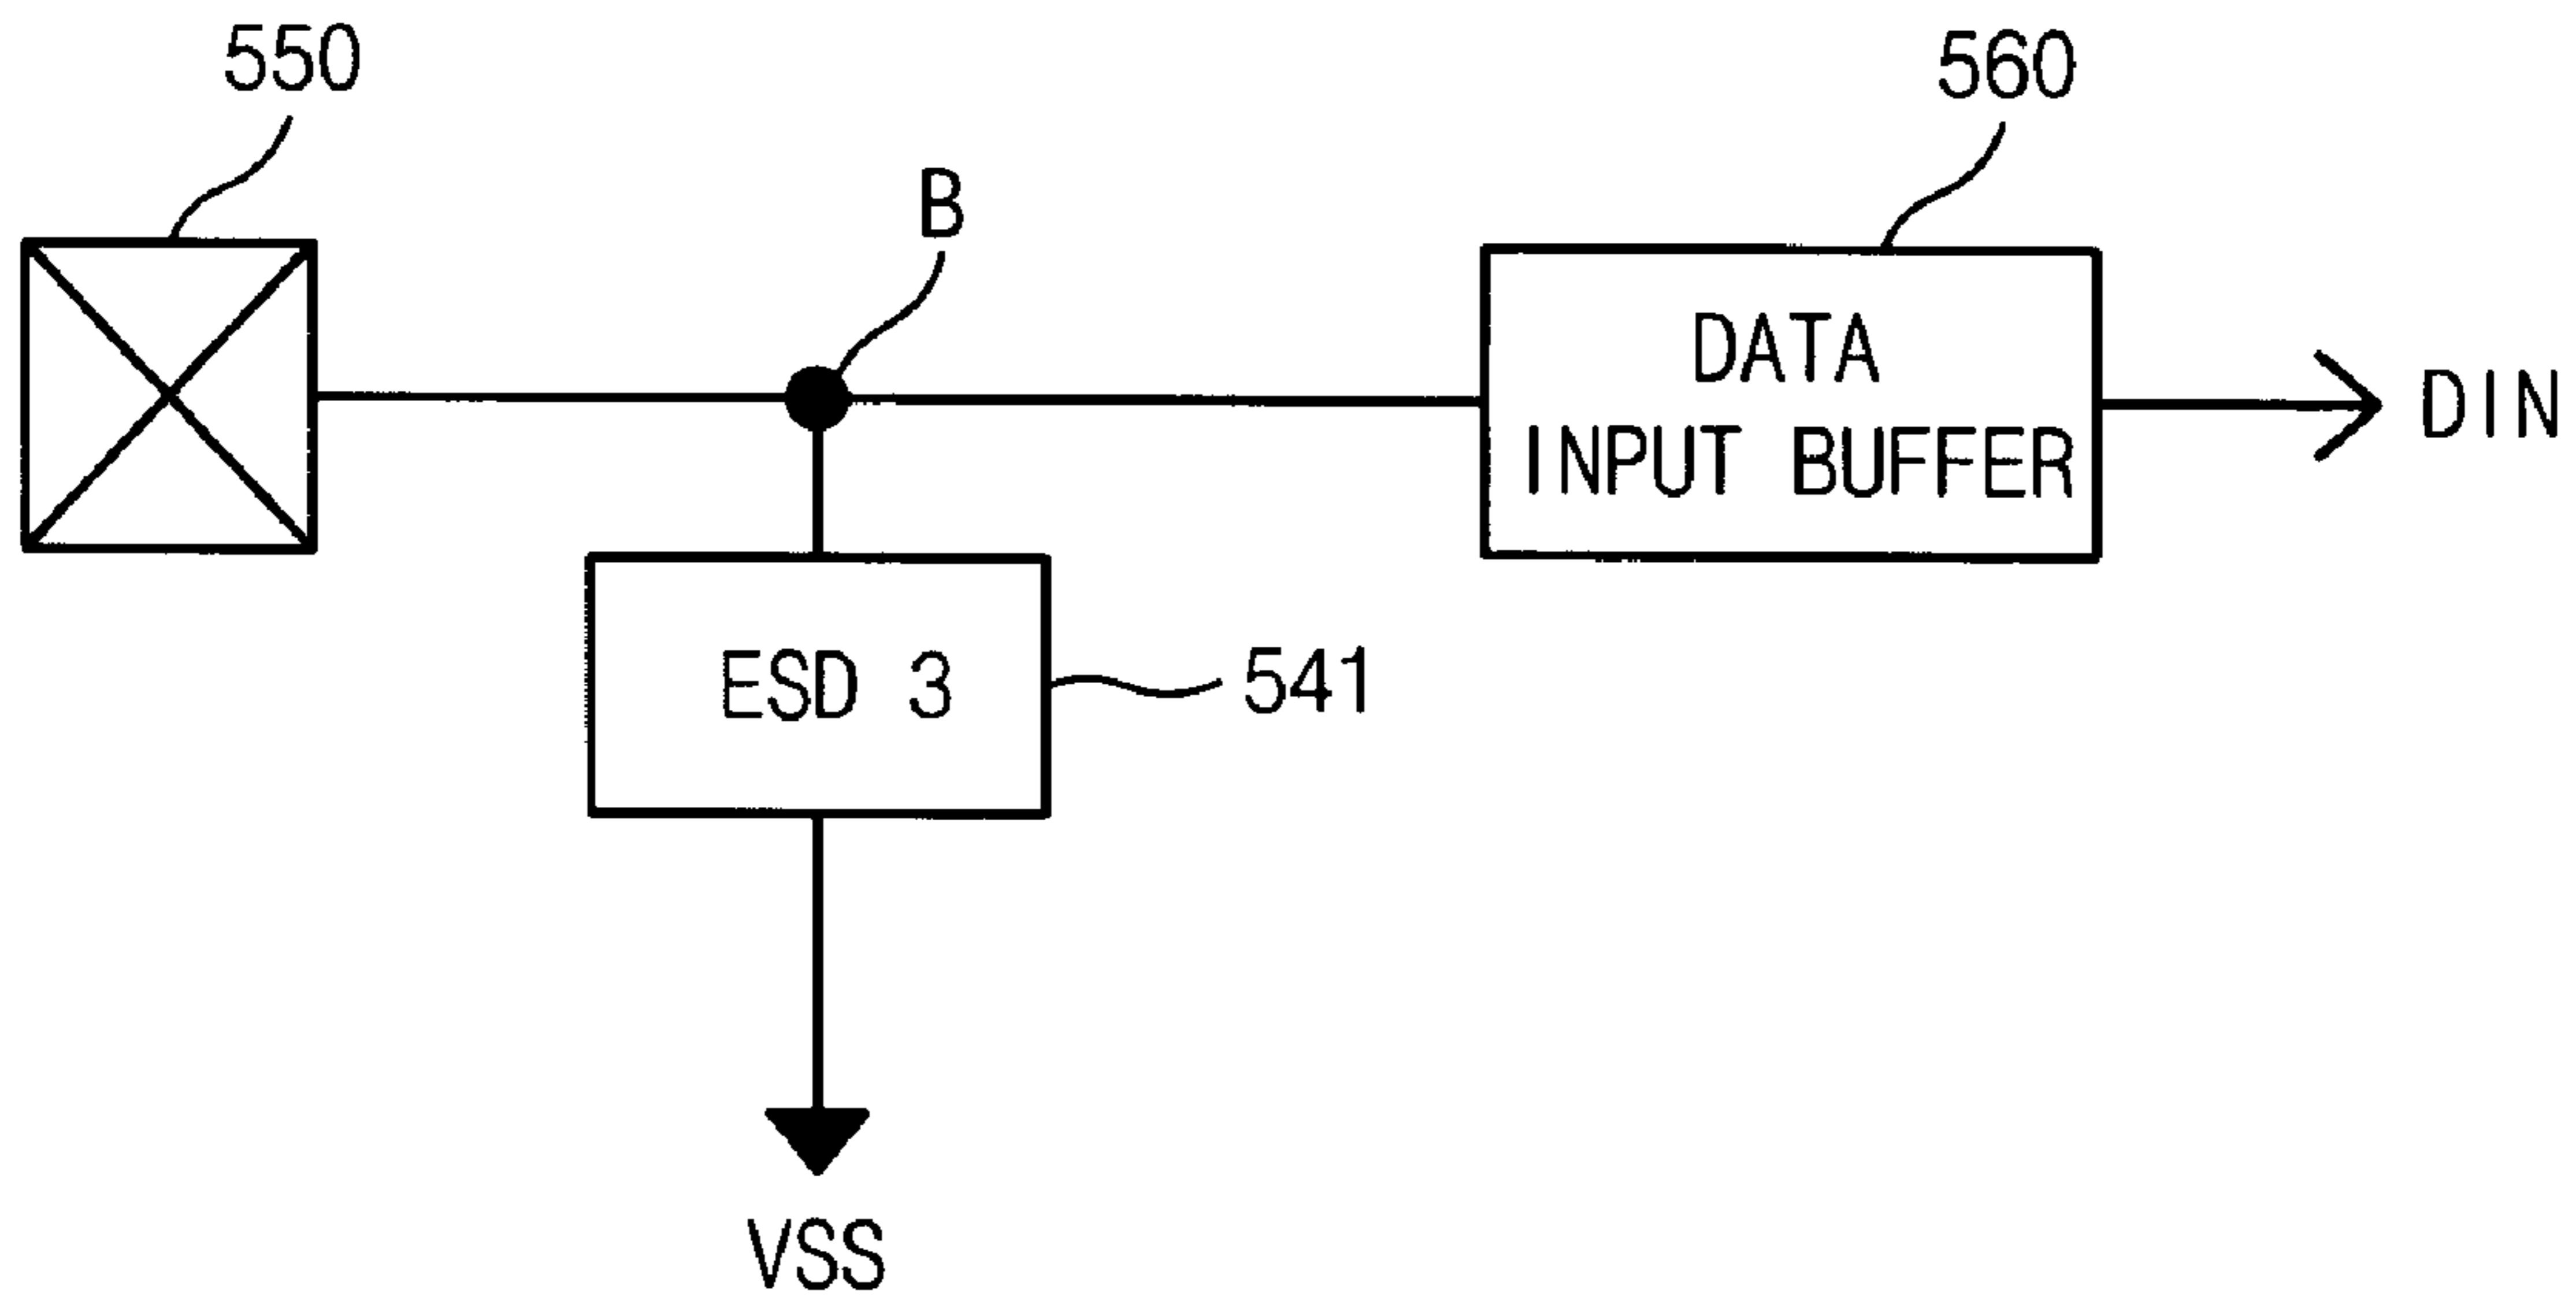 550
560
B
DATA
INPUT BUFFER
DIN
ESD 3
541
VSS